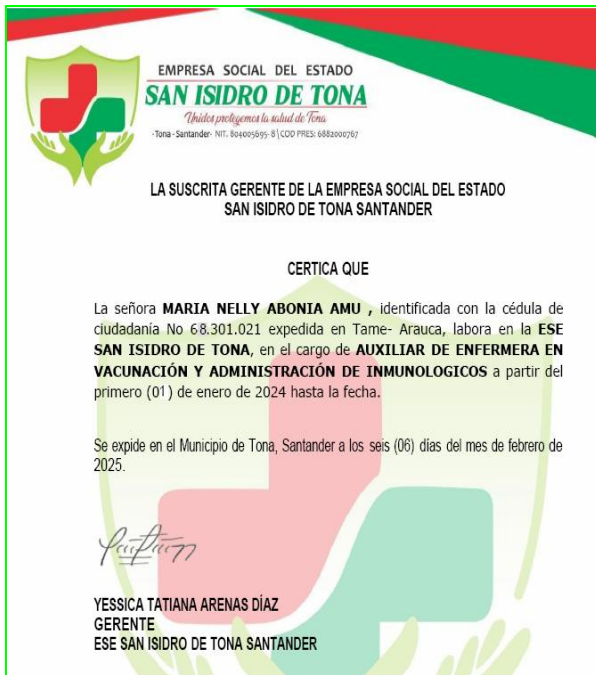 EMPRESA SOCIAL DEL ESTADO
SAN ISIDRO DE TONA
Unidos protegemos la salud de Tona
-Tona - Santander- NIT. 804005695-8\COD PRES: 6882000767
LA SUSCRITA GERENTE DE LA EMPRESA SOCIAL DEL ESTADO
SAN ISIDRO DE TONA SANTANDER
CERTICA QUE
La señora MARIA NELLY ABONIA AMU , identificada con la cédula de
ciudadanía No 68.301.021 expedida en Tame- Arauca, labora en la ESE
SAN ISIDRO DE TONA, en el cargo de AUXILIAR DE ENFERMERA EN
VACUNACIÓN Y ADMINISTRACIÓN DE INMUNOLOGICOS a partir del
primero (01) de enero de 2024 hasta la fecha.
Se expide en el Municipio de Tona, Santander a los seis (06) días del mes de febrero de
2025.
YESSICA TATIANA ARENAS DÍAZ
GERENTE
ESE SAN ISIDRO DE TONA SANTANDER